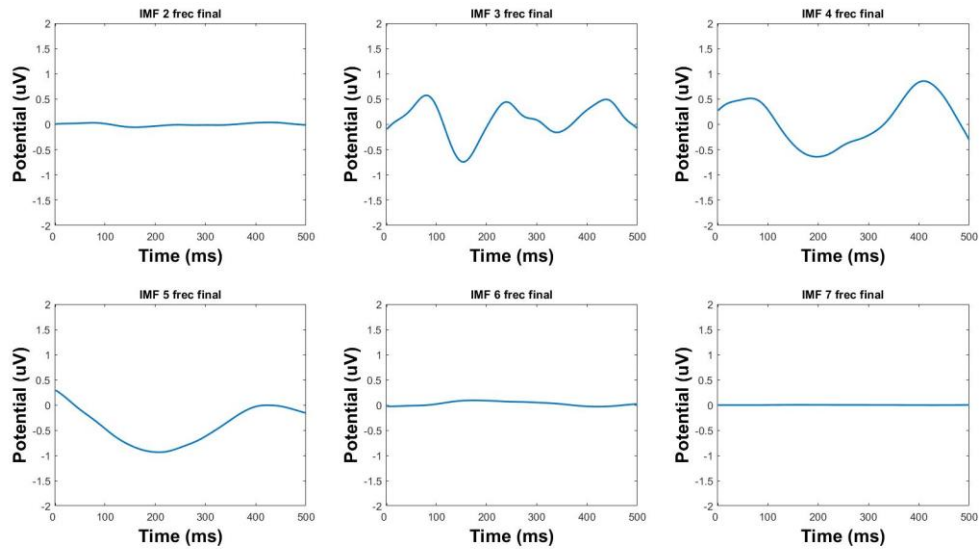 IMF 2 frec final
2
1.5
1
0.5
0
-0.5
-1
-1.5
-2
Potential (uV)
0 100 200 300 400 500
Time (ms)
IMF 3 frec final
2
1.5
1
0.5
0
-0.5
-1
-1.5
-2
Potential (uV)
0 100 200 300 400 500
Time (ms)
IMF 4 frec final
2
1.5
1
0.5
0
-0.5
-1
-1.5
-2
Potential (uV)
0 100 200 300 400 500
Time (ms)
IMF 5 frec final
2
1.5
1
0.5
0
-0.5
-1
-1.5
-2
Potential (uV)
0 100 200 300 400 500
Time (ms)
IMF 6 frec final
2
1.5
1
0.5
0
-0.5
-1
-1.5
-2
Potential (uV)
0 100 200 300 400 500
Time (ms)
IMF 7 frec final
2
1.5
1
0.5
0
-0.5
-1
-1.5
-2
Potential (uV)
0 100 200 300 400 500
Time (ms)